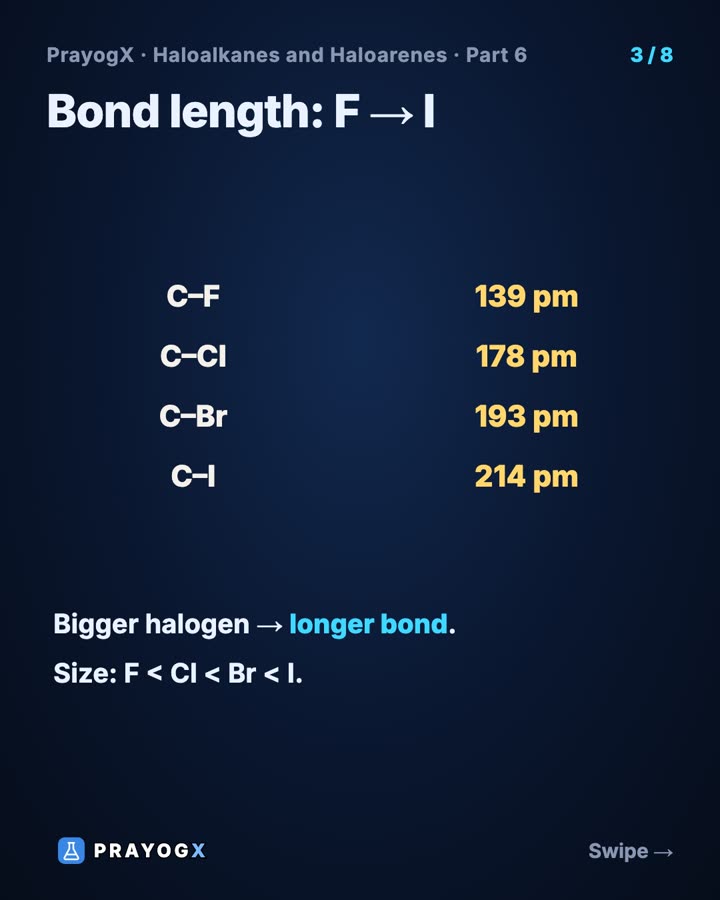 PrayogX · Haloalkanes and Haloarenes · Part 6 3 / 8
Bond length: F → I
C–F 139 pm
C–Cl 178 pm
C–Br 193 pm
C–I 214 pm
Bigger halogen → longer bond.
Size: F < Cl < Br < I.
PRAYOGX Swipe →